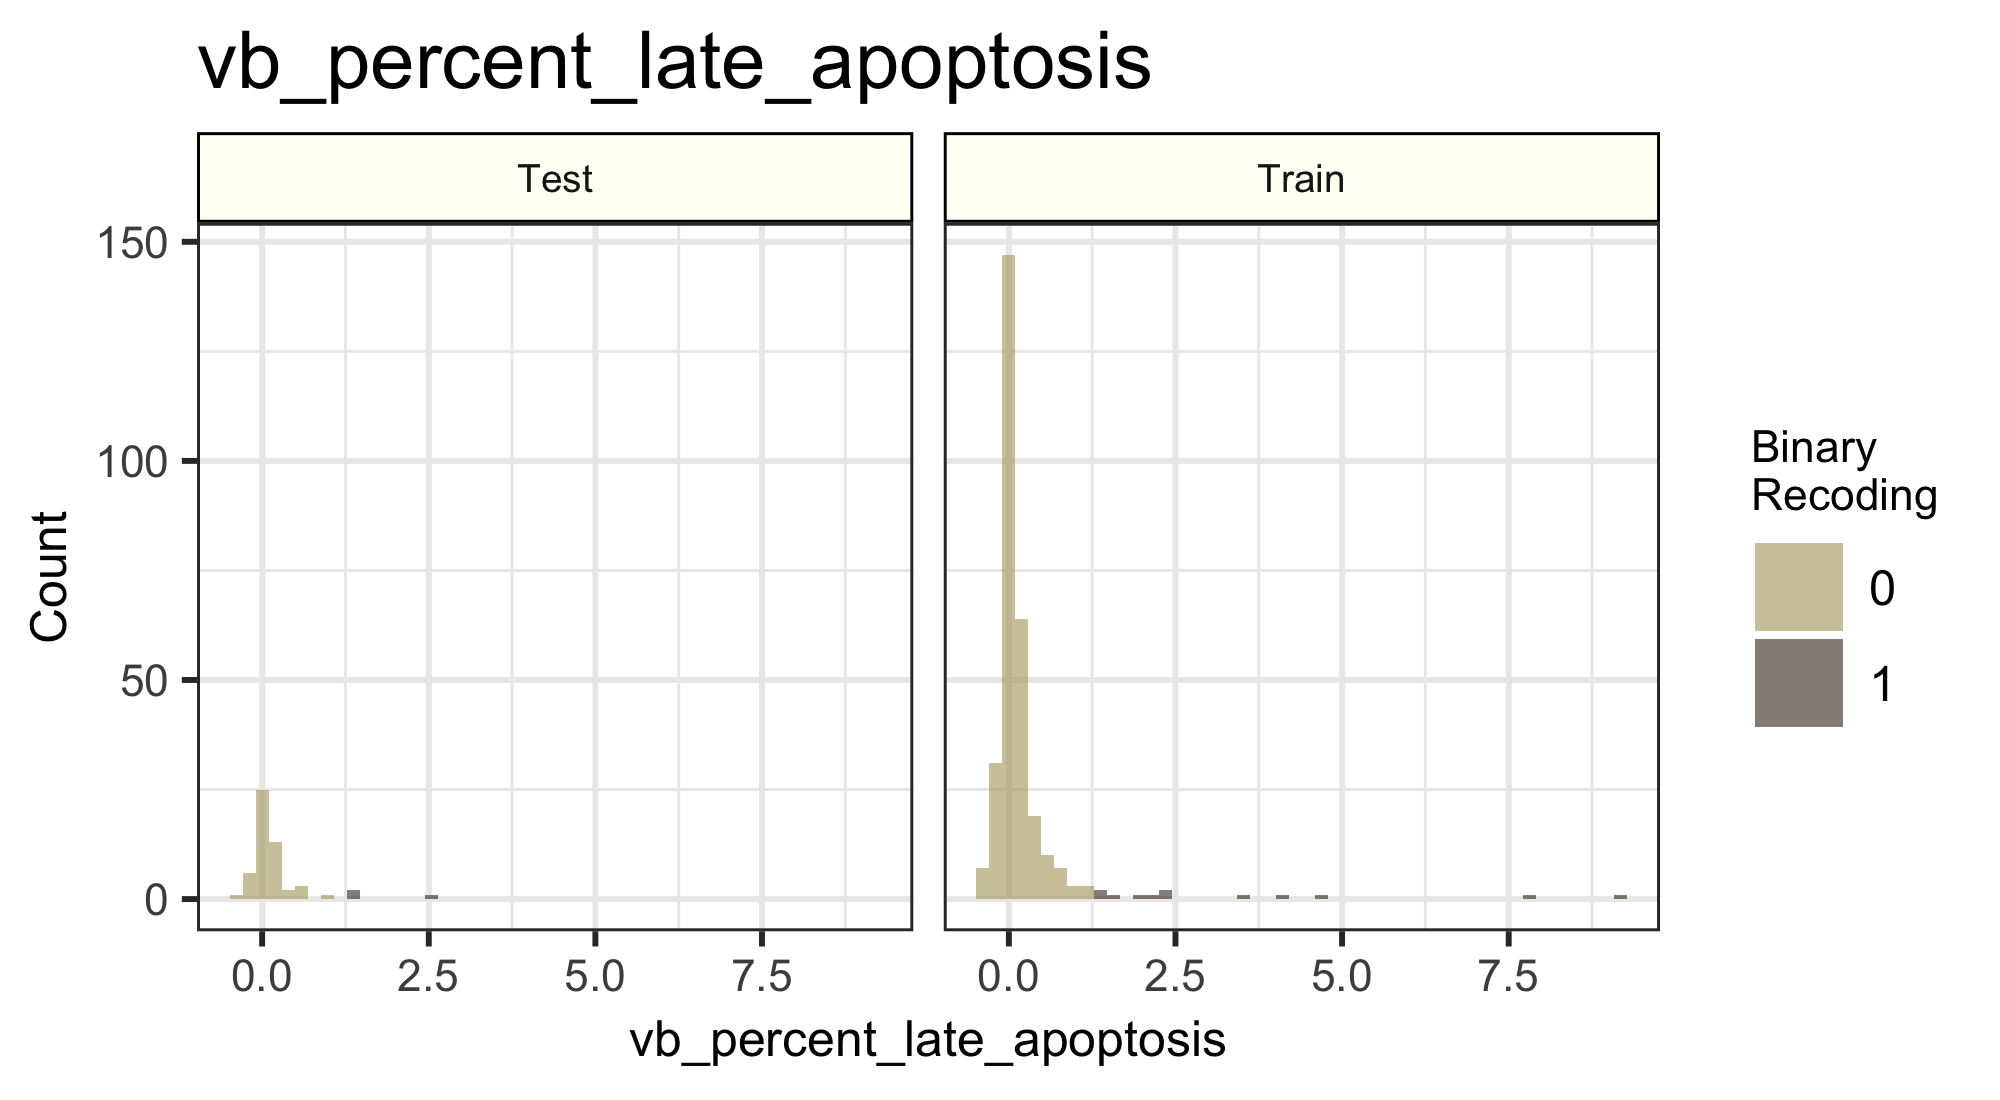 vb_percent_late_apoptosis
Test
Train
150
100
50
0
Count
0.0 2.5 5.0 7.5
0.0 2.5 5.0 7.5
vb_percent_late_apoptosis
Binary
Recoding
0
1